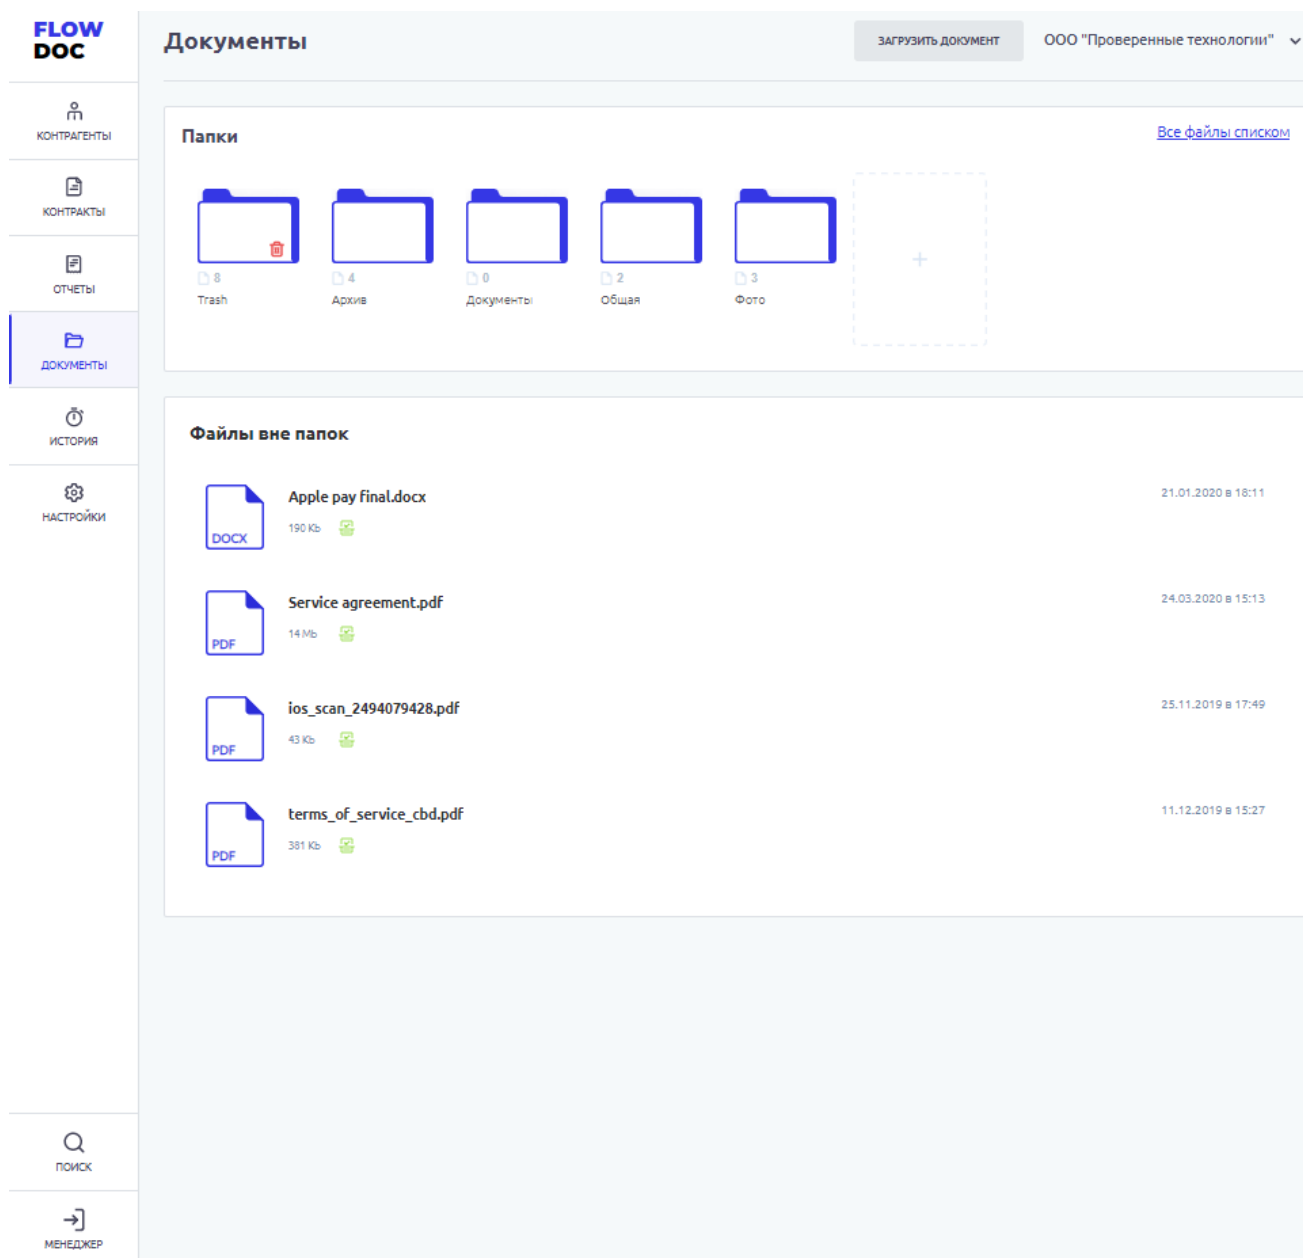 FLOW
DOC
Документы
ЗАГРУЗИТЬ ДОКУМЕНТ
ООО "Проверенные технологии"
КОНТРАГЕНТЫ
КОНТРАКТЫ
ОТЧЕТЫ
ДОКУМЕНТЫ
ИСТОРИЯ
НАСТРОЙКИ
Папки
Все файлы списком
8
Trash
4
Архив
0
Документы
2
Общая
3
Фото
+
Файлы вне папок
DOCX
Apple pay final.docx
190 Kb
21.01.2020 в 18:11
PDF
Service agreement.pdf
14 Mb
24.03.2020 в 15:13
PDF
ios_scan_2494079428.pdf
43 Kb
25.11.2019 в 17:49
PDF
terms_of_service_cbd.pdf
381 Kb
11.12.2019 в 15:27
ПОИСК
МЕНЕДЖЕР